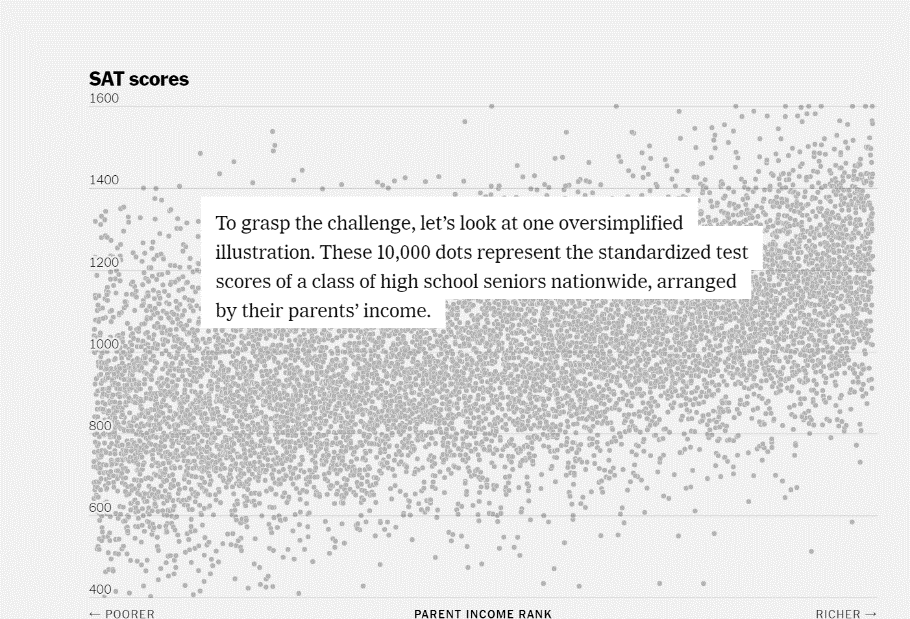 SAT scores
1600
1400
To grasp the challenge, let’s look at one oversimplified
illustration. These 10,000 dots represent the standardized test
1200
scores of a class of high school seniors nationwide, arranged
by their parents’ income.
1000
800
600
400
← POORER
PARENT INCOME RANK
RICHER →